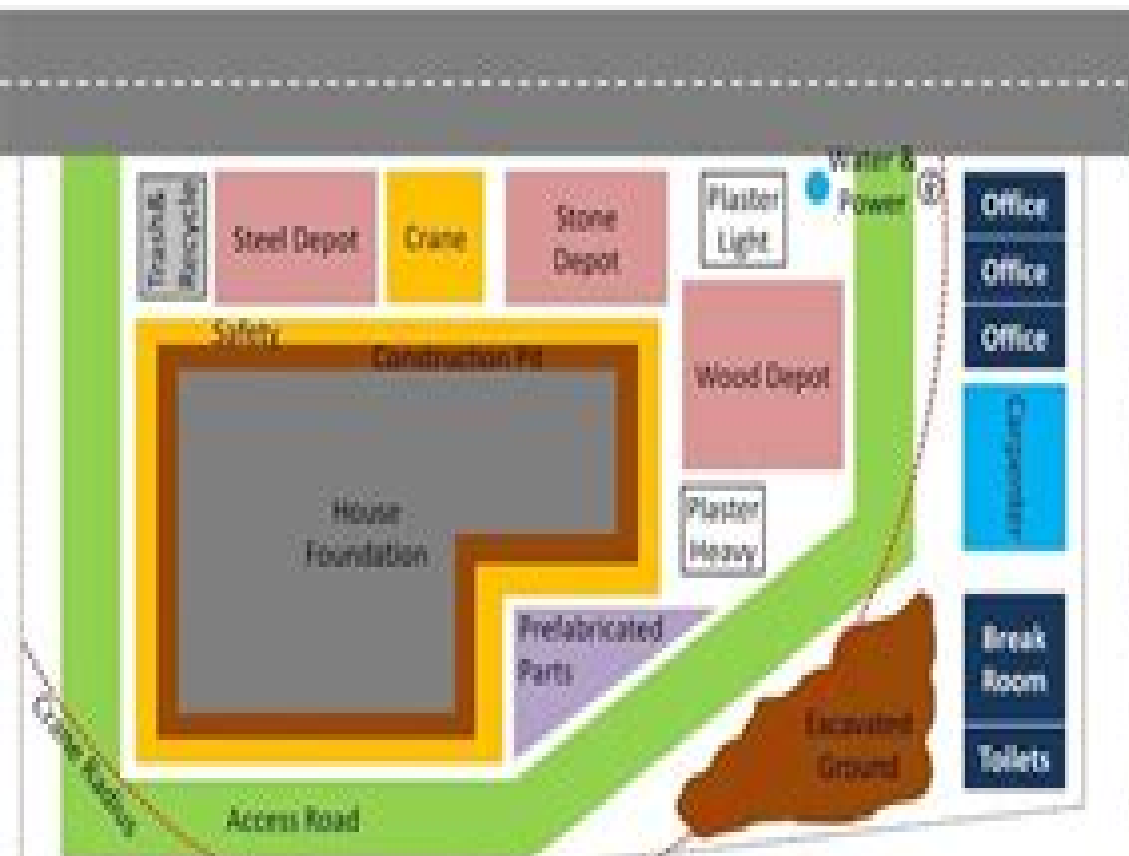 Water &
Power
Trash&
Recycle
Steel Depot
Crane
Stone
Depot
Plaster
Light
Office
Office
Office
Safety
Construction Pit
Wood Depot
Carpenter
House
Foundation
Plaster
Heavy
Prefabricated
Parts
Break
Room
Excavated
Ground
Toilets
Crane Radius
Access Road